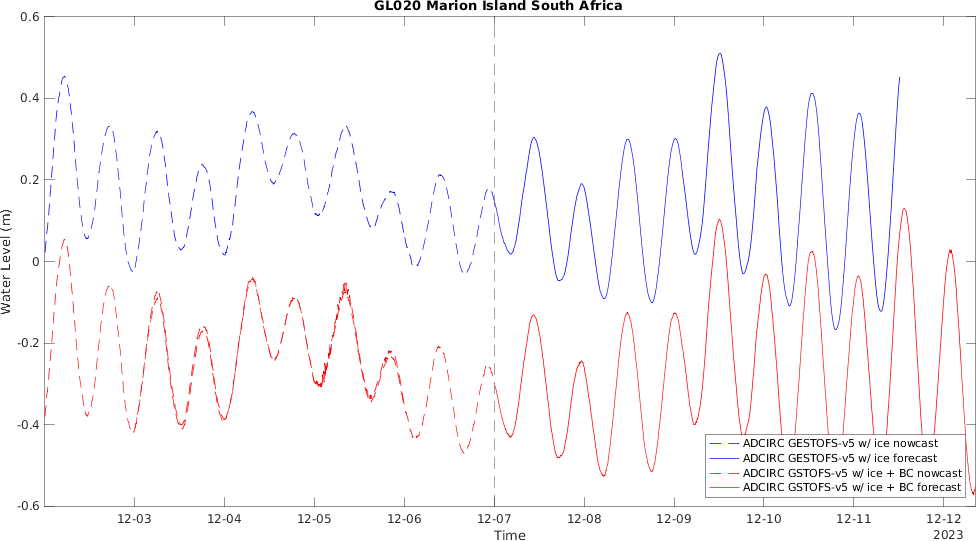 GL020 Marion Island South Africa
0.6
0.4
0.2
0
-0.2
-0.4
-0.6
Water Level (m)
ADCIRC GESTOFS-v5 w/ ice nowcast
ADCIRC GESTOFS-v5 w/ ice forecast
ADCIRC GSTOFS-v5 w/ ice + BC nowcast
ADCIRC GSTOFS-v5 w/ ice + BC forecast
12-03
12-04
12-05
12-06
12-07
12-08
12-09
12-10
12-11
12-12
Time
2023